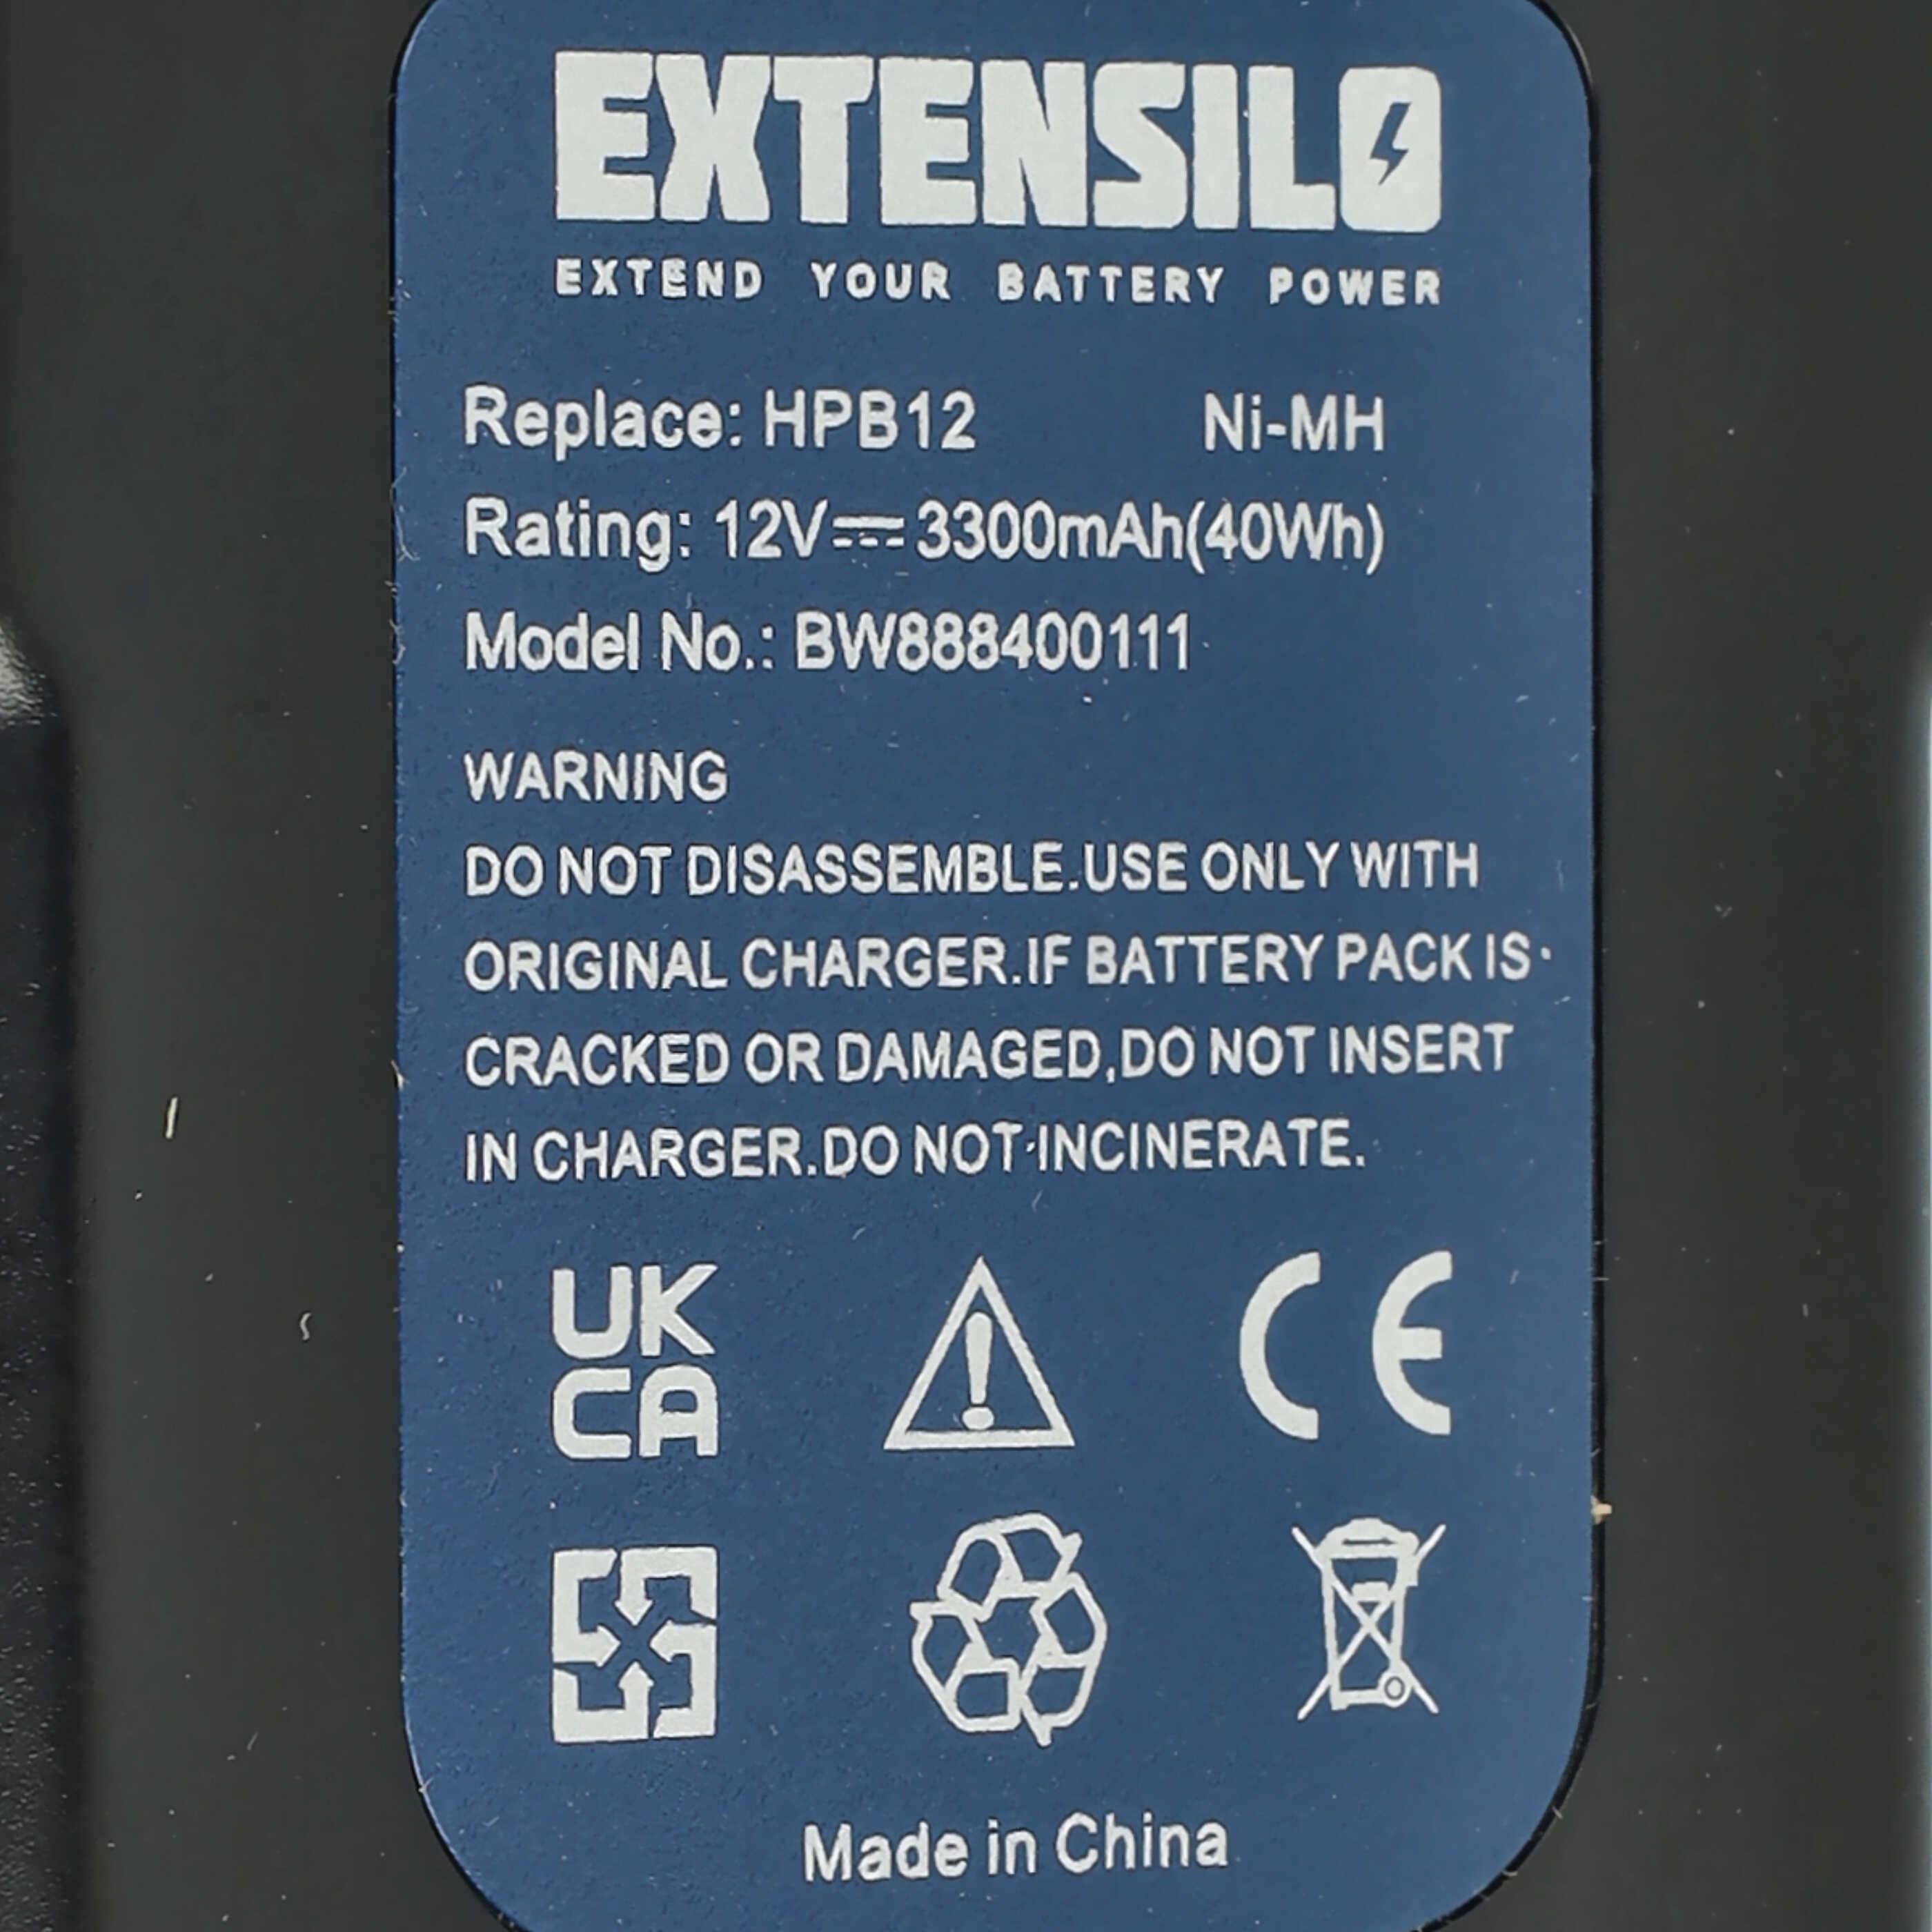 EXTENSILO
EXTEND YOUR BATTERY POWER
Replace: HPB12 Ni-MH
Rating: 12V⎓3300mAh(40Wh)
Model No.: BW888400111
WARNING
DO NOT DISASSEMBLE.USE ONLY WITH
ORIGINAL CHARGER.IF BATTERY PACK IS
CRACKED OR DAMAGED,DO NOT INSERT
IN CHARGER.DO NOT INCINERATE.
UK
CA
CE
Made in China